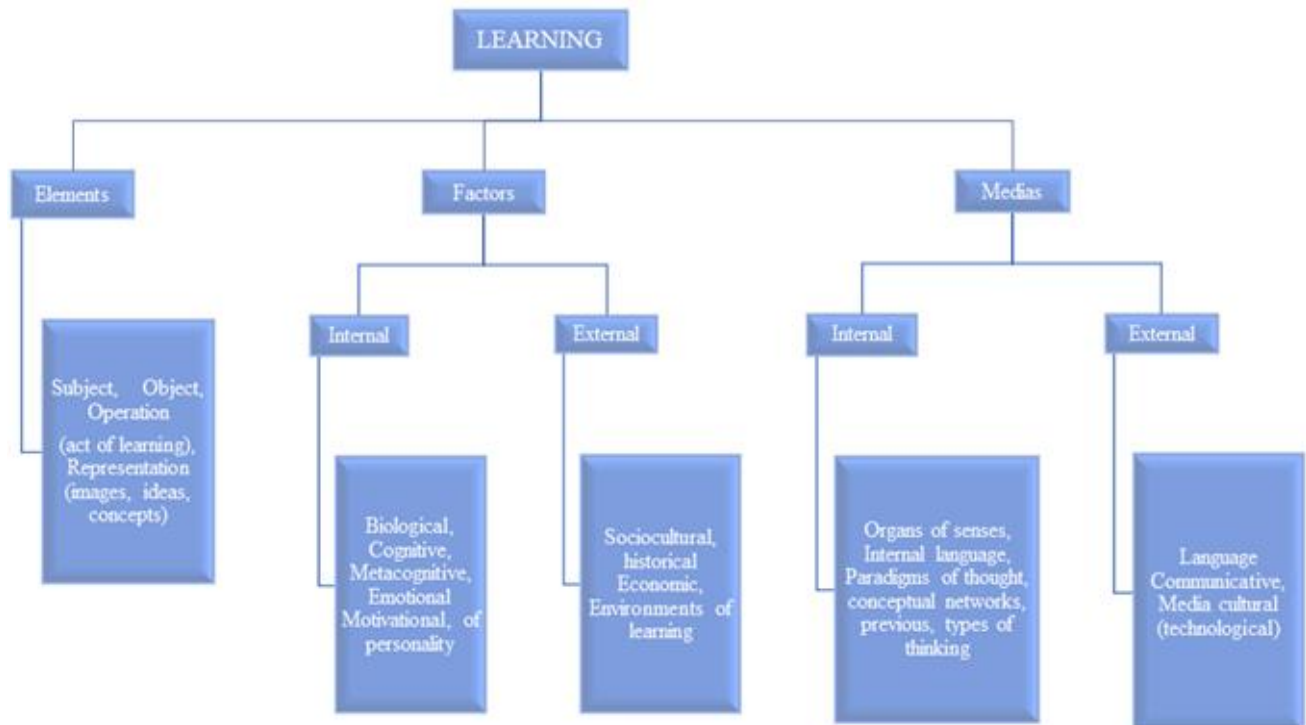 LEARNING
Elements
Factors
Medias
Internal
External
Internal
External
Subject, Object,
Operation
(act of learning),
Representation
(images, ideas,
concepts)
Biological,
Cognitive,
Metacognitive,
Emotional
Motivational, of
personality
Sociocultural,
historical
Economic,
Environments of
learning
Organs of senses,
Internal language,
Paradigms of thought,
conceptual networks,
previous, types of
thinking
Language
Communicative,
Media cultural
(technological)